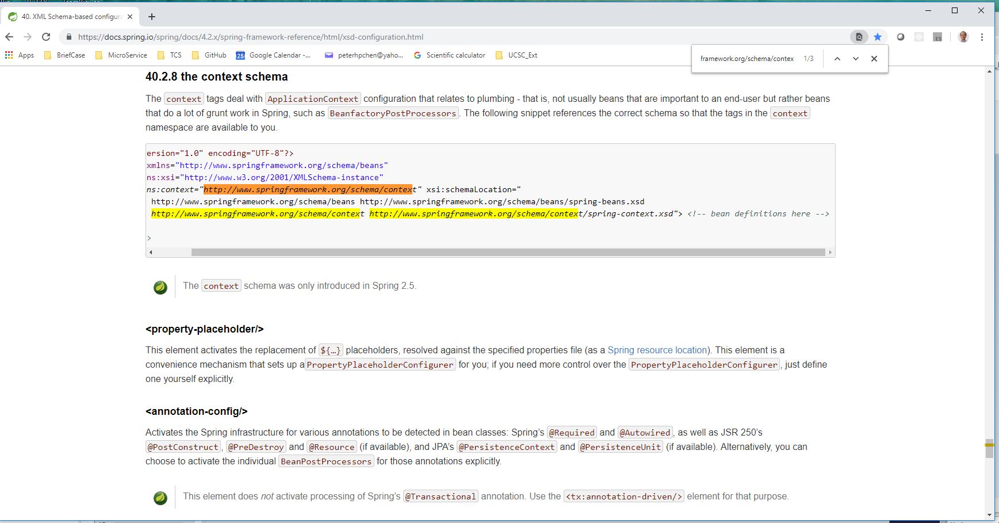 40. XML Schema-based configura
https://docs.spring.io/spring/docs/4.2.x/spring-framework-reference/html/xsd-configuration.html
Apps BriefCase MicroService TCS GitHub 25 Google Calendar -... peterhpchen@yaho... Scientific calculator UCSC_Ext
framework.org/schema/contex 1/3
40.2.8 the context schema
The context tags deal with ApplicationContext configuration that relates to plumbing - that is, not usually beans that are important to an end-user but rather beans
that do a lot of grunt work in Spring, such as BeanfactoryPostProcessors. The following snippet references the correct schema so that the tags in the context
namespace are available to you.
ersion="1.0" encoding="UTF-8"?>
xmlns="http://www.springframework.org/schema/beans"
ns:xsi="http://www.w3.org/2001/XMLSchema-instance"
ns:context="http://www.springframework.org/schema/context" xsi:schemaLocation="
http://www.springframework.org/schema/beans http://www.springframework.org/schema/beans/spring-beans.xsd
http://www.springframework.org/schema/context http://www.springframework.org/schema/context/spring-context.xsd"> <!-- bean definitions here -->
>
The context schema was only introduced in Spring 2.5.
<property-placeholder/>
This element activates the replacement of ${…} placeholders, resolved against the specified properties file (as a Spring resource location). This element is a
convenience mechanism that sets up a PropertyPlaceholderConfigurer for you; if you need more control over the PropertyPlaceholderConfigurer, just define
one yourself explicitly.
<annotation-config/>
Activates the Spring infrastructure for various annotations to be detected in bean classes: Spring's @Required and @Autowired, as well as JSR 250's
@PostConstruct, @PreDestroy and @Resource (if available), and JPA's @PersistenceContext and @PersistenceUnit (if available). Alternatively, you can
choose to activate the individual BeanPostProcessors for those annotations explicitly.
This element does not activate processing of Spring's @Transactional annotation. Use the <tx:annotation-driven/> element for that purpose.